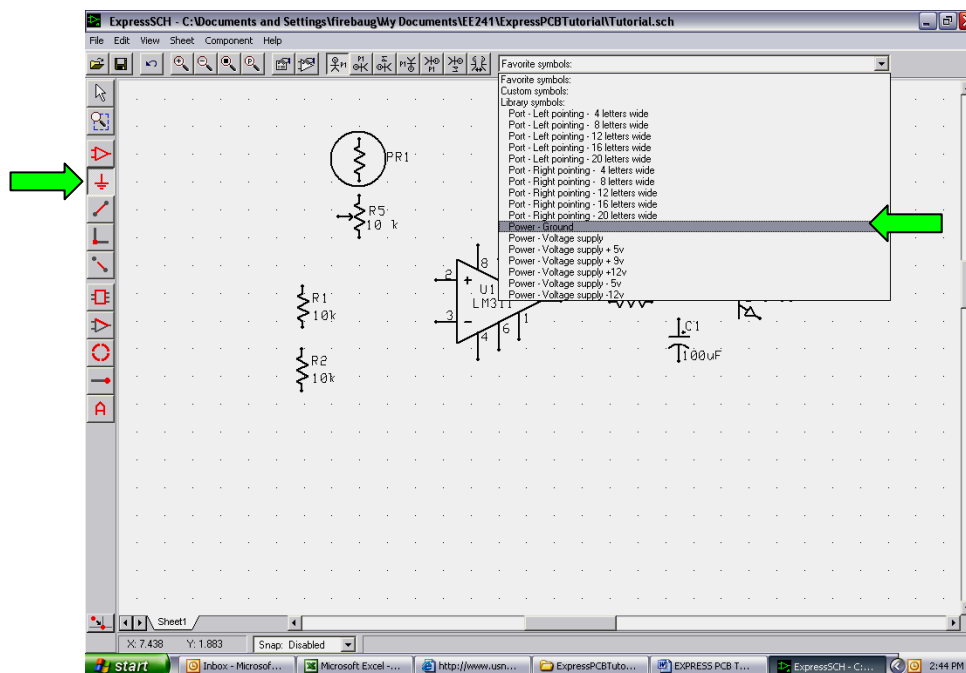 ExpressSCH - C:\Documents and Settings\firebaug\My Documents\EE241\ExpressPCBTutorial\Tutorial.sch
File Edit View Sheet Component Help
Favorite symbols:
Favorite symbols:
Custom symbols:
Library symbols:
Port - Left pointing - 4 letters wide
Port - Left pointing - 8 letters wide
Port - Left pointing - 12 letters wide
Port - Left pointing - 16 letters wide
Port - Left pointing - 20 letters wide
Port - Right pointing - 4 letters wide
Port - Right pointing - 8 letters wide
Port - Right pointing - 12 letters wide
Port - Right pointing - 16 letters wide
Port - Right pointing - 20 letters wide
Power - Ground
Power - Voltage supply
Power - Voltage supply + 5v
Power - Voltage supply + 9v
Power - Voltage supply +12v
Power - Voltage supply - 5v
Power - Voltage supply -12v
PR1
R5
10 k
8
2
+
U1
LM311
3
-
1
6
4
R1
10k
R2
10k
C1
100uF
A
Sheet1
X: 7.438 Y: 1.883 Snap: Disabled
start Inbox - Microsof... Microsoft Excel -... http://www.usn... ExpressPCBTuto... EXPRESS PCB T... ExpressSCH - C:... 2:44 PM